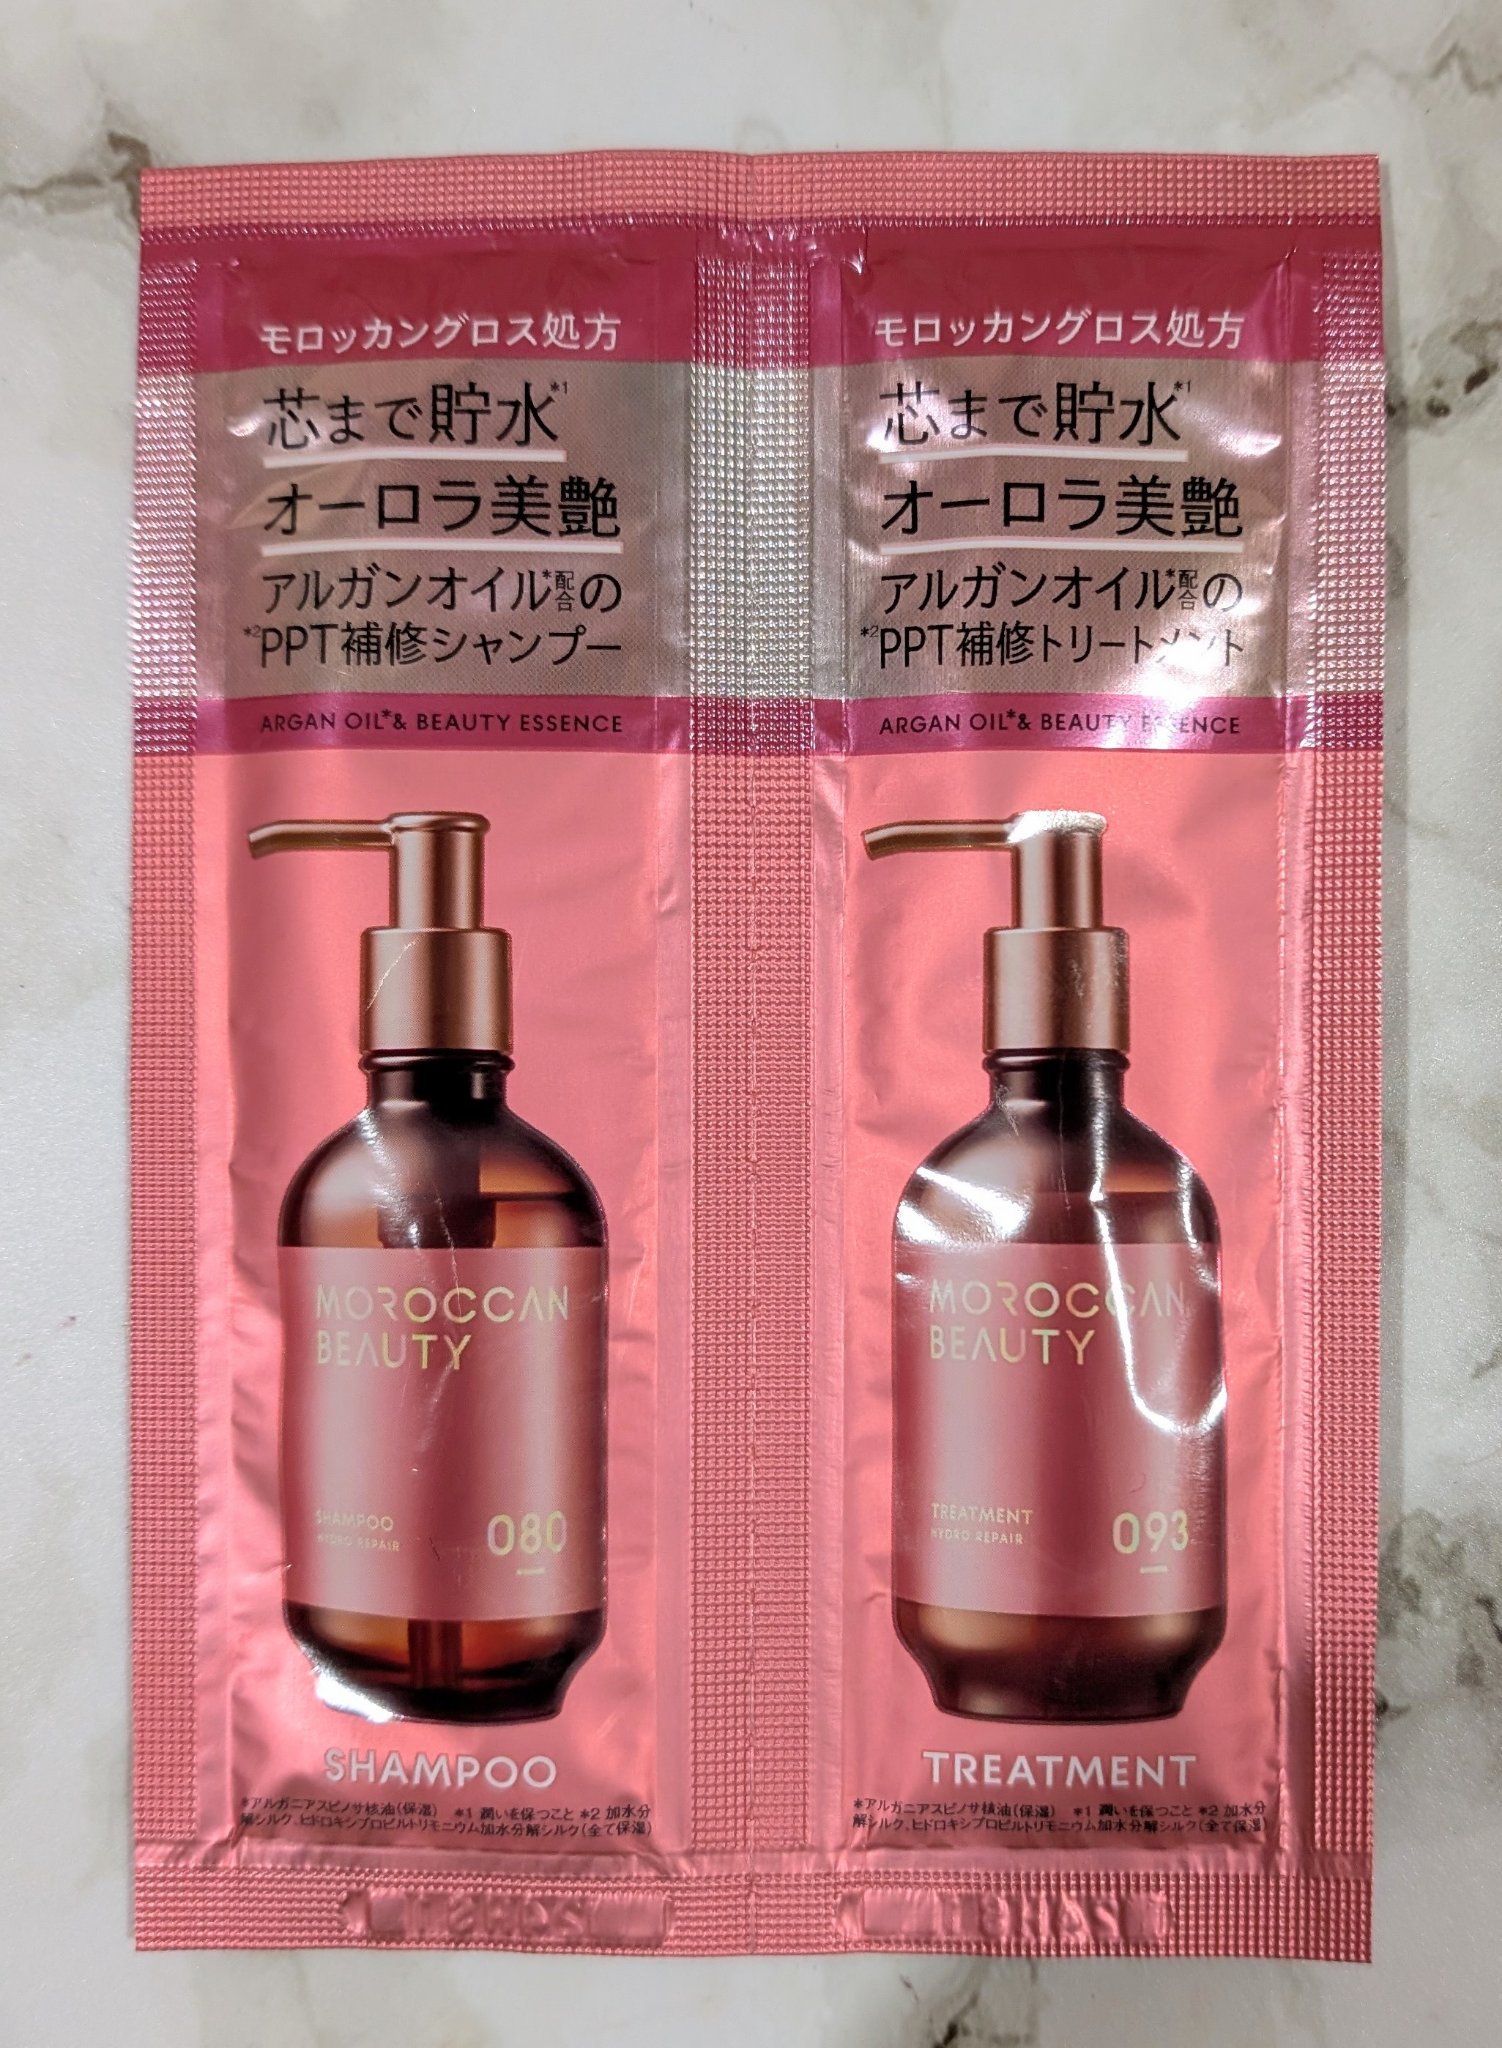 モロッカングロス処方
芯まで貯水*1
オーロラ美艶
アルガンオイル*配合の
*2PPT補修シャンプー
ARGAN OIL*& BEAUTY ESSENCE
MOROCCAN
BEAUTY
SHAMPOO
HYDRO REPAIR
080
SHAMPOO
*アルガニアスピノサ核油(保湿) *1 潤いを保つこと *2 加水分
解シルク、ヒドロキシプロピルトリモニウム加水分解シルク(全て保湿)
モロッカングロス処方
芯まで貯水*1
オーロラ美艶
アルガンオイル*配合の
*2PPT補修トリートメント
ARGAN OIL*& BEAUTY ESSENCE
MOROCCAN
BEAUTY
TREATMENT
HYDRO REPAIR
093
TREATMENT
*アルガニアスピノサ核油(保湿) *1 潤いを保つこと *2 加水分
解シルク、ヒドロキシプロピルトリモニウム加水分解シルク(全て保湿)